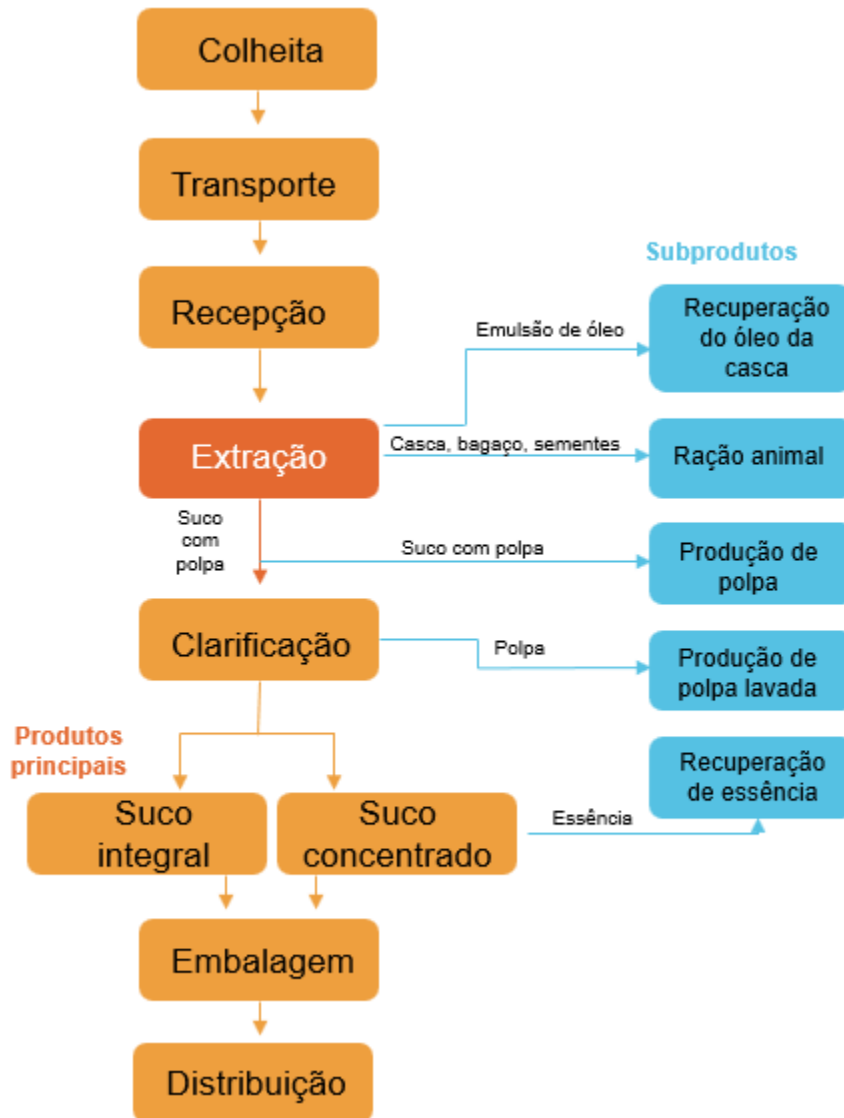 Colheita
Transporte
Subprodutos
Recepção
Emulsão de óleo
Recuperação
do óleo da
casca
Extração
Casca, bagaço, sementes
Ração animal
Suco
com
polpa
Suco com polpa
Produção de
polpa
Clarificação
Polpa
Produção de
polpa lavada
Produtos
principais
Recuperação
de essência
Suco
integral
Suco
concentrado
Essência
Embalagem
Distribuição